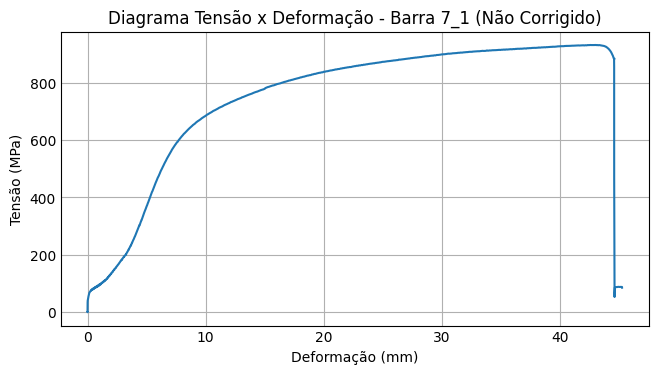 Diagrama Tensão x Deformação - Barra 7_1 (Não Corrigido)
Tensão (MPa)
800
600
400
200
0
0 10 20 30 40
Deformação (mm)